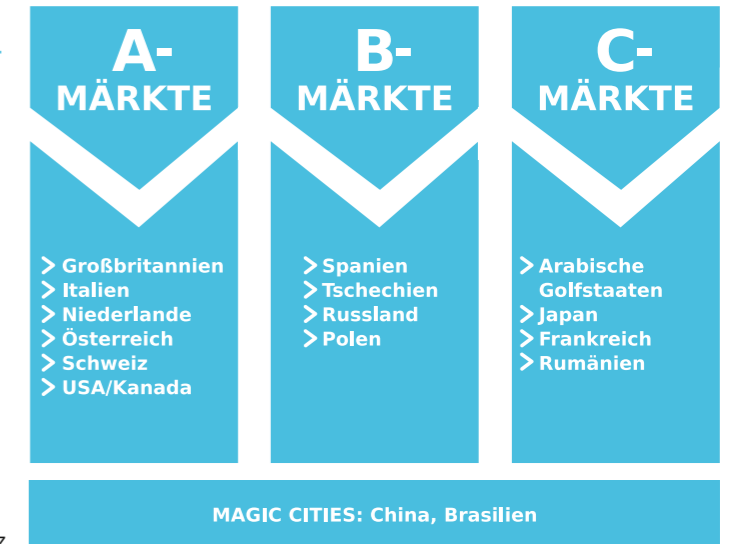 A-
MÄRKTE
Großbritannien
Italien
Niederlande
Österreich
Schweiz
USA/Kanada
B-
MÄRKTE
Spanien
Tschechien
Russland
Polen
C-
MÄRKTE
Arabische
Golfstaaten
Japan
Frankreich
Rumänien
MAGIC CITIES: China, Brasilien